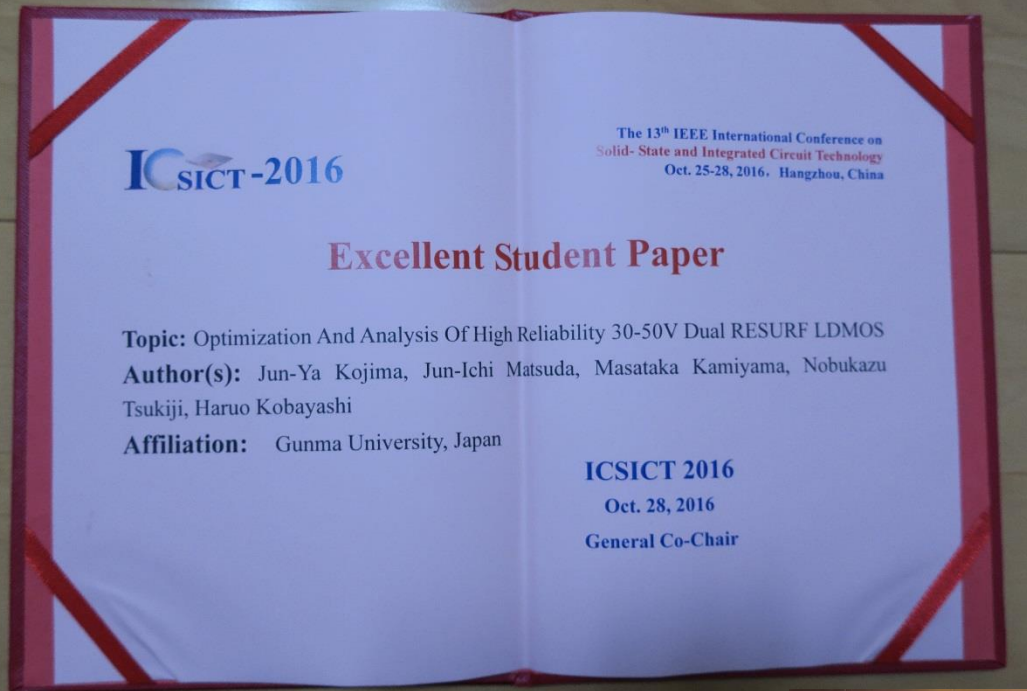 ICSICT-2016
The 13th IEEE International Conference on
Solid- State and Integrated Circuit Technology
Oct. 25-28, 2016, Hangzhou, China
Excellent Student Paper
Topic: Optimization And Analysis Of High Reliability 30-50V Dual RESURF LDMOS
Author(s): Jun-Ya Kojima, Jun-Ichi Matsuda, Masataka Kamiyama, Nobukazu
Tsukiji, Haruo Kobayashi
Affiliation: Gunma University, Japan
ICSICT 2016
Oct. 28, 2016
General Co-Chair